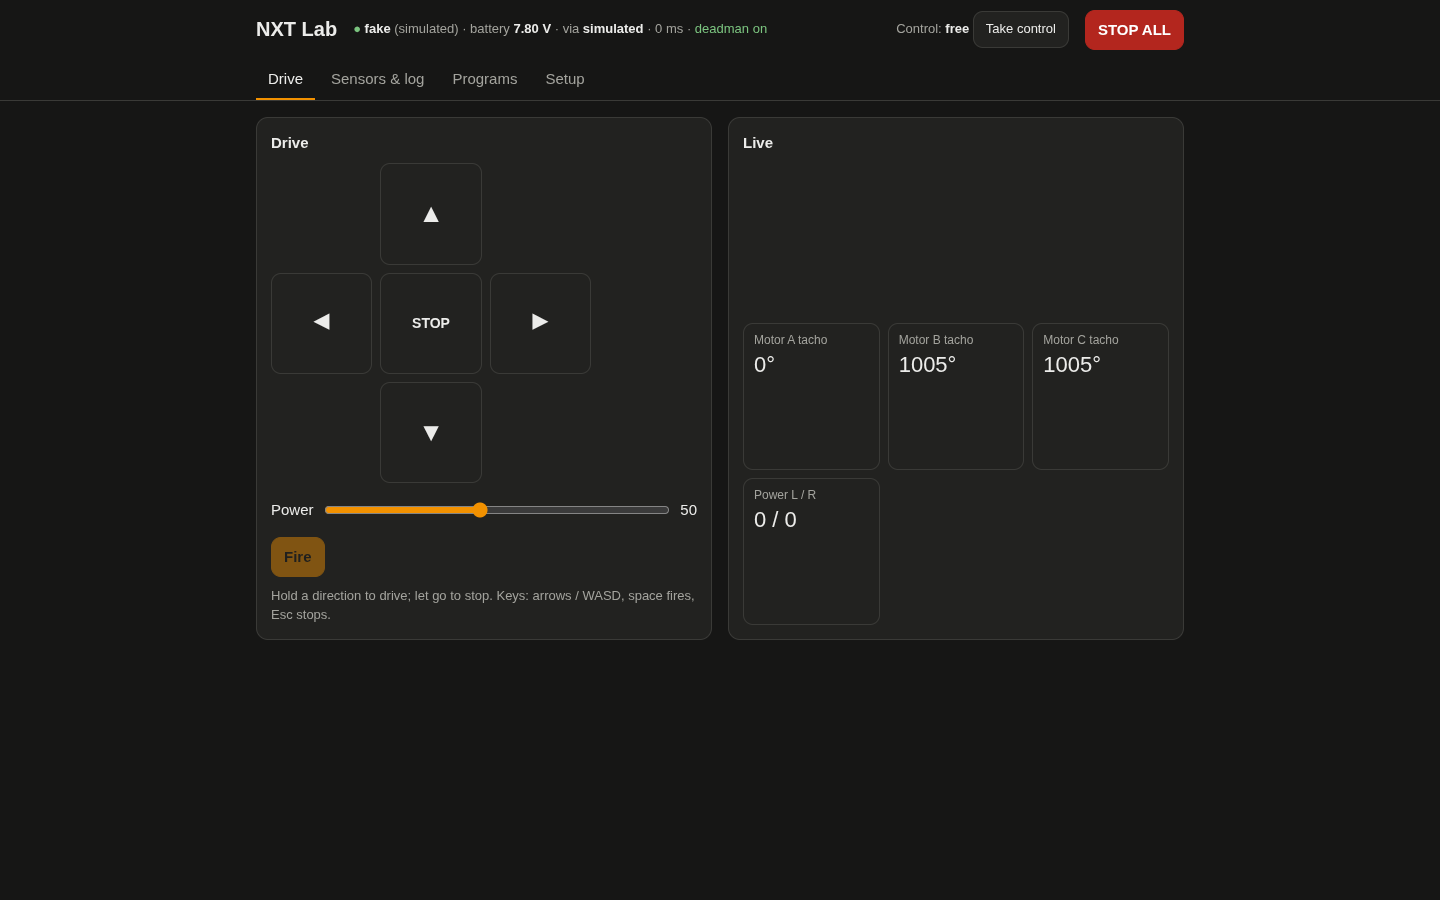 NXT Lab
● fake (simulated) · battery 7.80 V · via simulated · 0 ms · deadman on
Control: free
Take control
STOP ALL
Drive
Sensors & log
Programs
Setup
Drive
▲
◀
STOP
▶
▼
Power
50
Fire
Hold a direction to drive; let go to stop. Keys: arrows / WASD, space fires,
Esc stops.
Live
Motor A tacho
0°
Motor B tacho
1005°
Motor C tacho
1005°
Power L / R
0 / 0